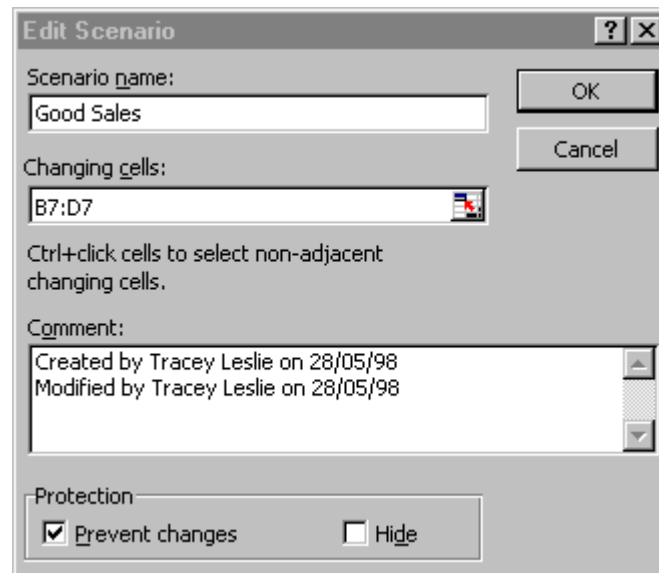 Edit Scenario
Scenario name:
OK
Good Sales
Cancel
Changing cells:
B7:D7
Ctrl+click cells to select non-adjacent
changing cells.
Comment:
Created by Tracey Leslie on 28/05/98
Modified by Tracey Leslie on 28/05/98
Protection
Prevent changes
Hide